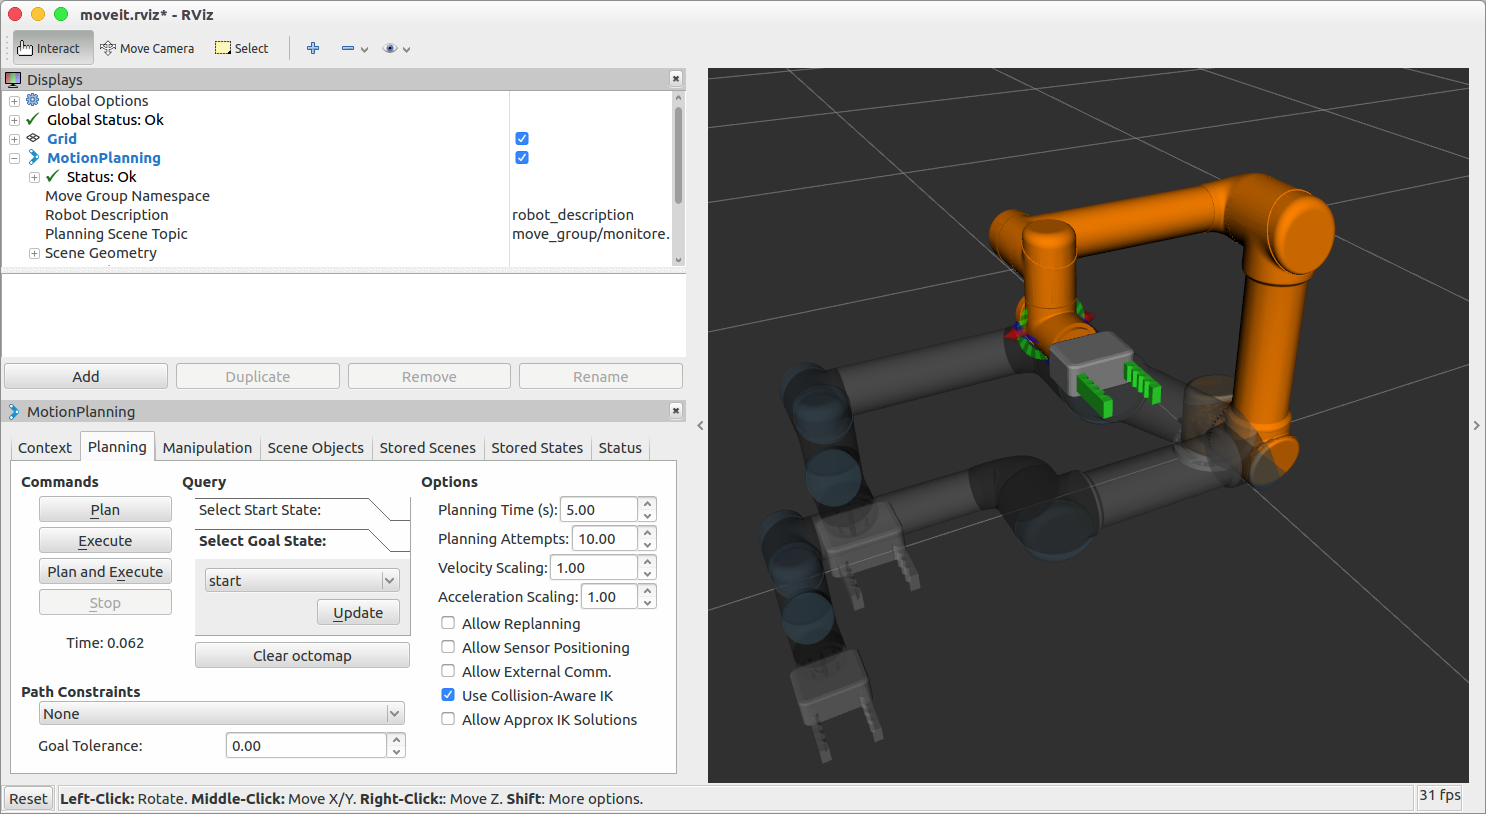 moveit.rviz* - RViz
Interact Move Camera Select
Displays
Global Options
Global Status: Ok
Grid
MotionPlanning
Status: Ok
Move Group Namespace
Robot Description robot_description
Planning Scene Topic move_group/monitore.
Scene Geometry
Add Duplicate Remove Rename
MotionPlanning
Context Planning Manipulation Scene Objects Stored Scenes Stored States Status
Commands
Plan
Execute
Plan and Execute
Stop
Time: 0.062
Query
Select Start State:
Select Goal State:
start
Update
Clear octomap
Path Constraints
None
Goal Tolerance: 0.00
Options
Planning Time (s): 5.00
Planning Attempts: 10.00
Velocity Scaling: 1.00
Acceleration Scaling: 1.00
Allow Replanning
Allow Sensor Positioning
Allow External Comm.
Use Collision-Aware IK
Allow Approx IK Solutions
Reset Left-Click: Rotate. Middle-Click: Move X/Y. Right-Click:: Move Z. Shift: More options. 31 fps